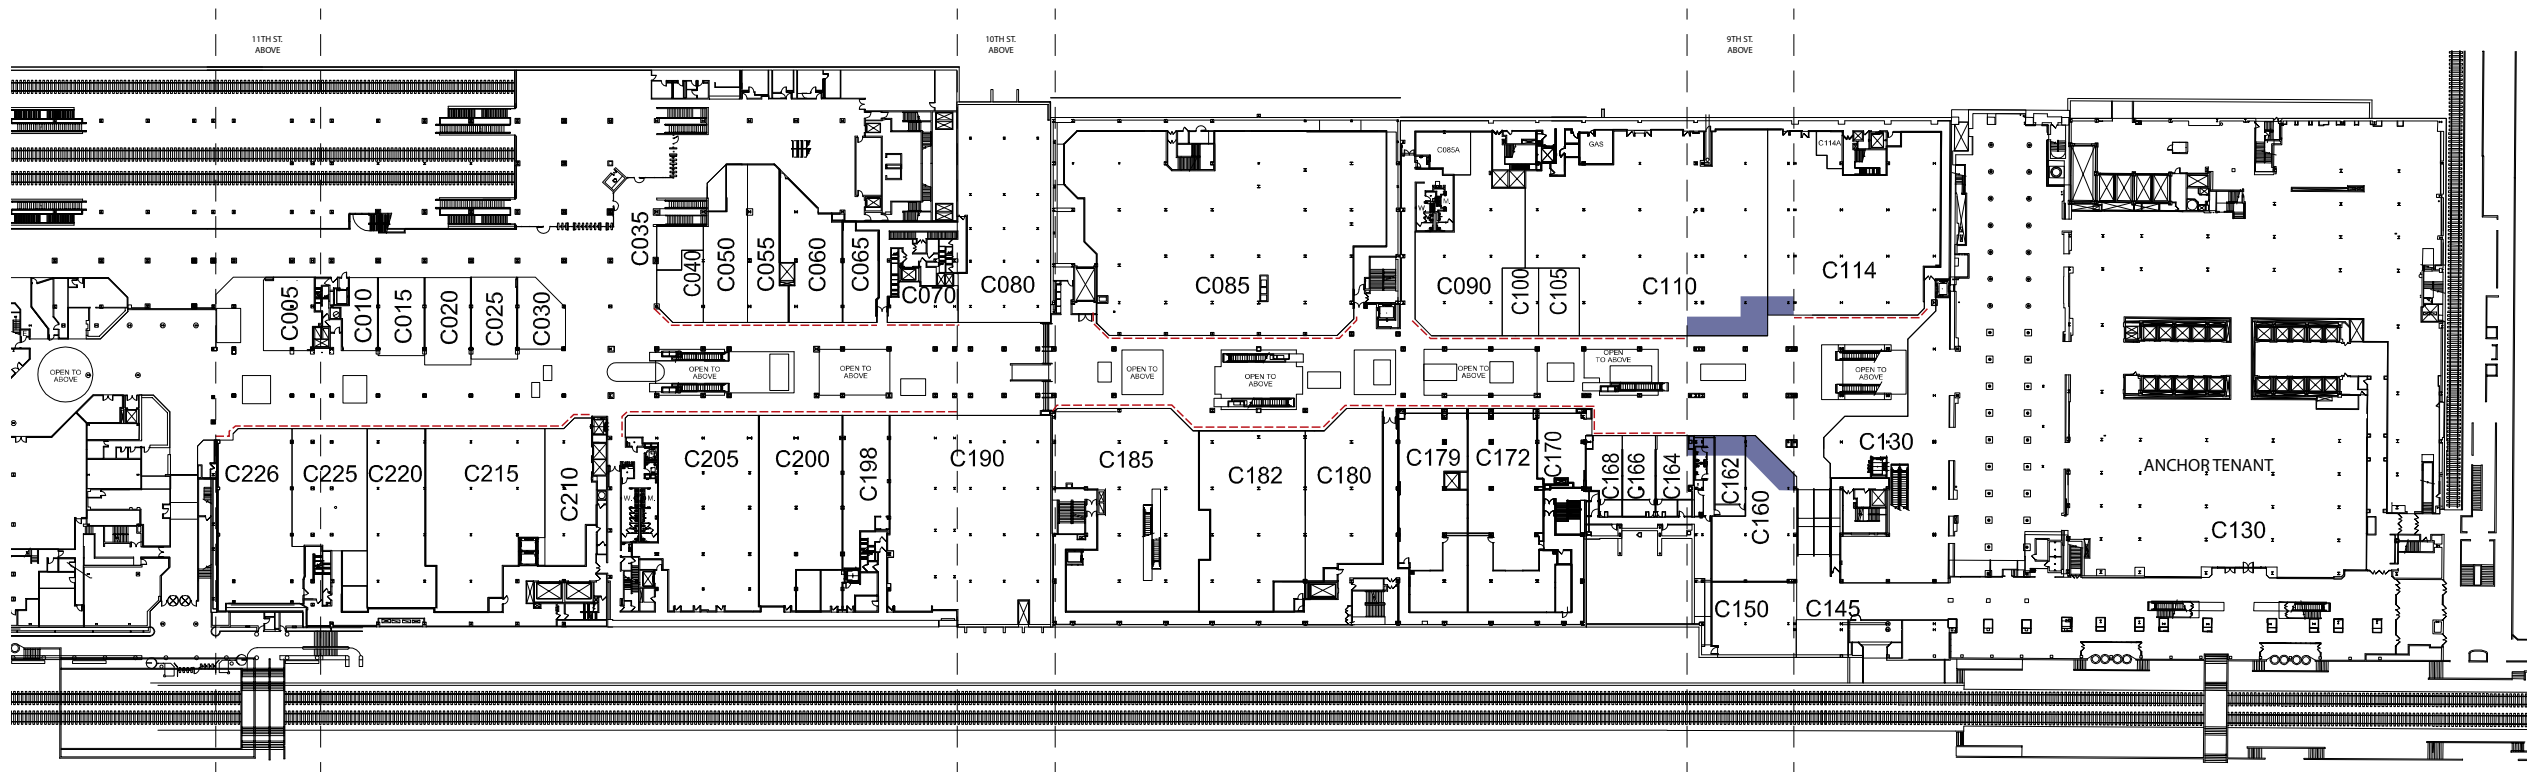 11TH ST.
ABOVE
10TH ST.
ABOVE
9TH ST.
ABOVE
C085A
GAS
C114A
W.
M.
C035
C040
C050
C055
C060
C065
C070
C080
C085
C090
C100
C105
C110
C114
C005
C010
C015
C020
C025
C030
OPEN TO
ABOVE
OPEN TO
ABOVE
OPEN TO
ABOVE
OPEN TO
ABOVE
OPEN TO
ABOVE
OPEN TO
ABOVE
OPEN
TO ABOVE
OPEN TO
ABOVE
C226
C225
C220
C215
C210
W.
M.
C205
C200
C198
C190
C185
C182
C180
C179
C172
C170
C168
C166
C164
C162
C160
C130
ANCHOR TENANT
C130
C150
C145